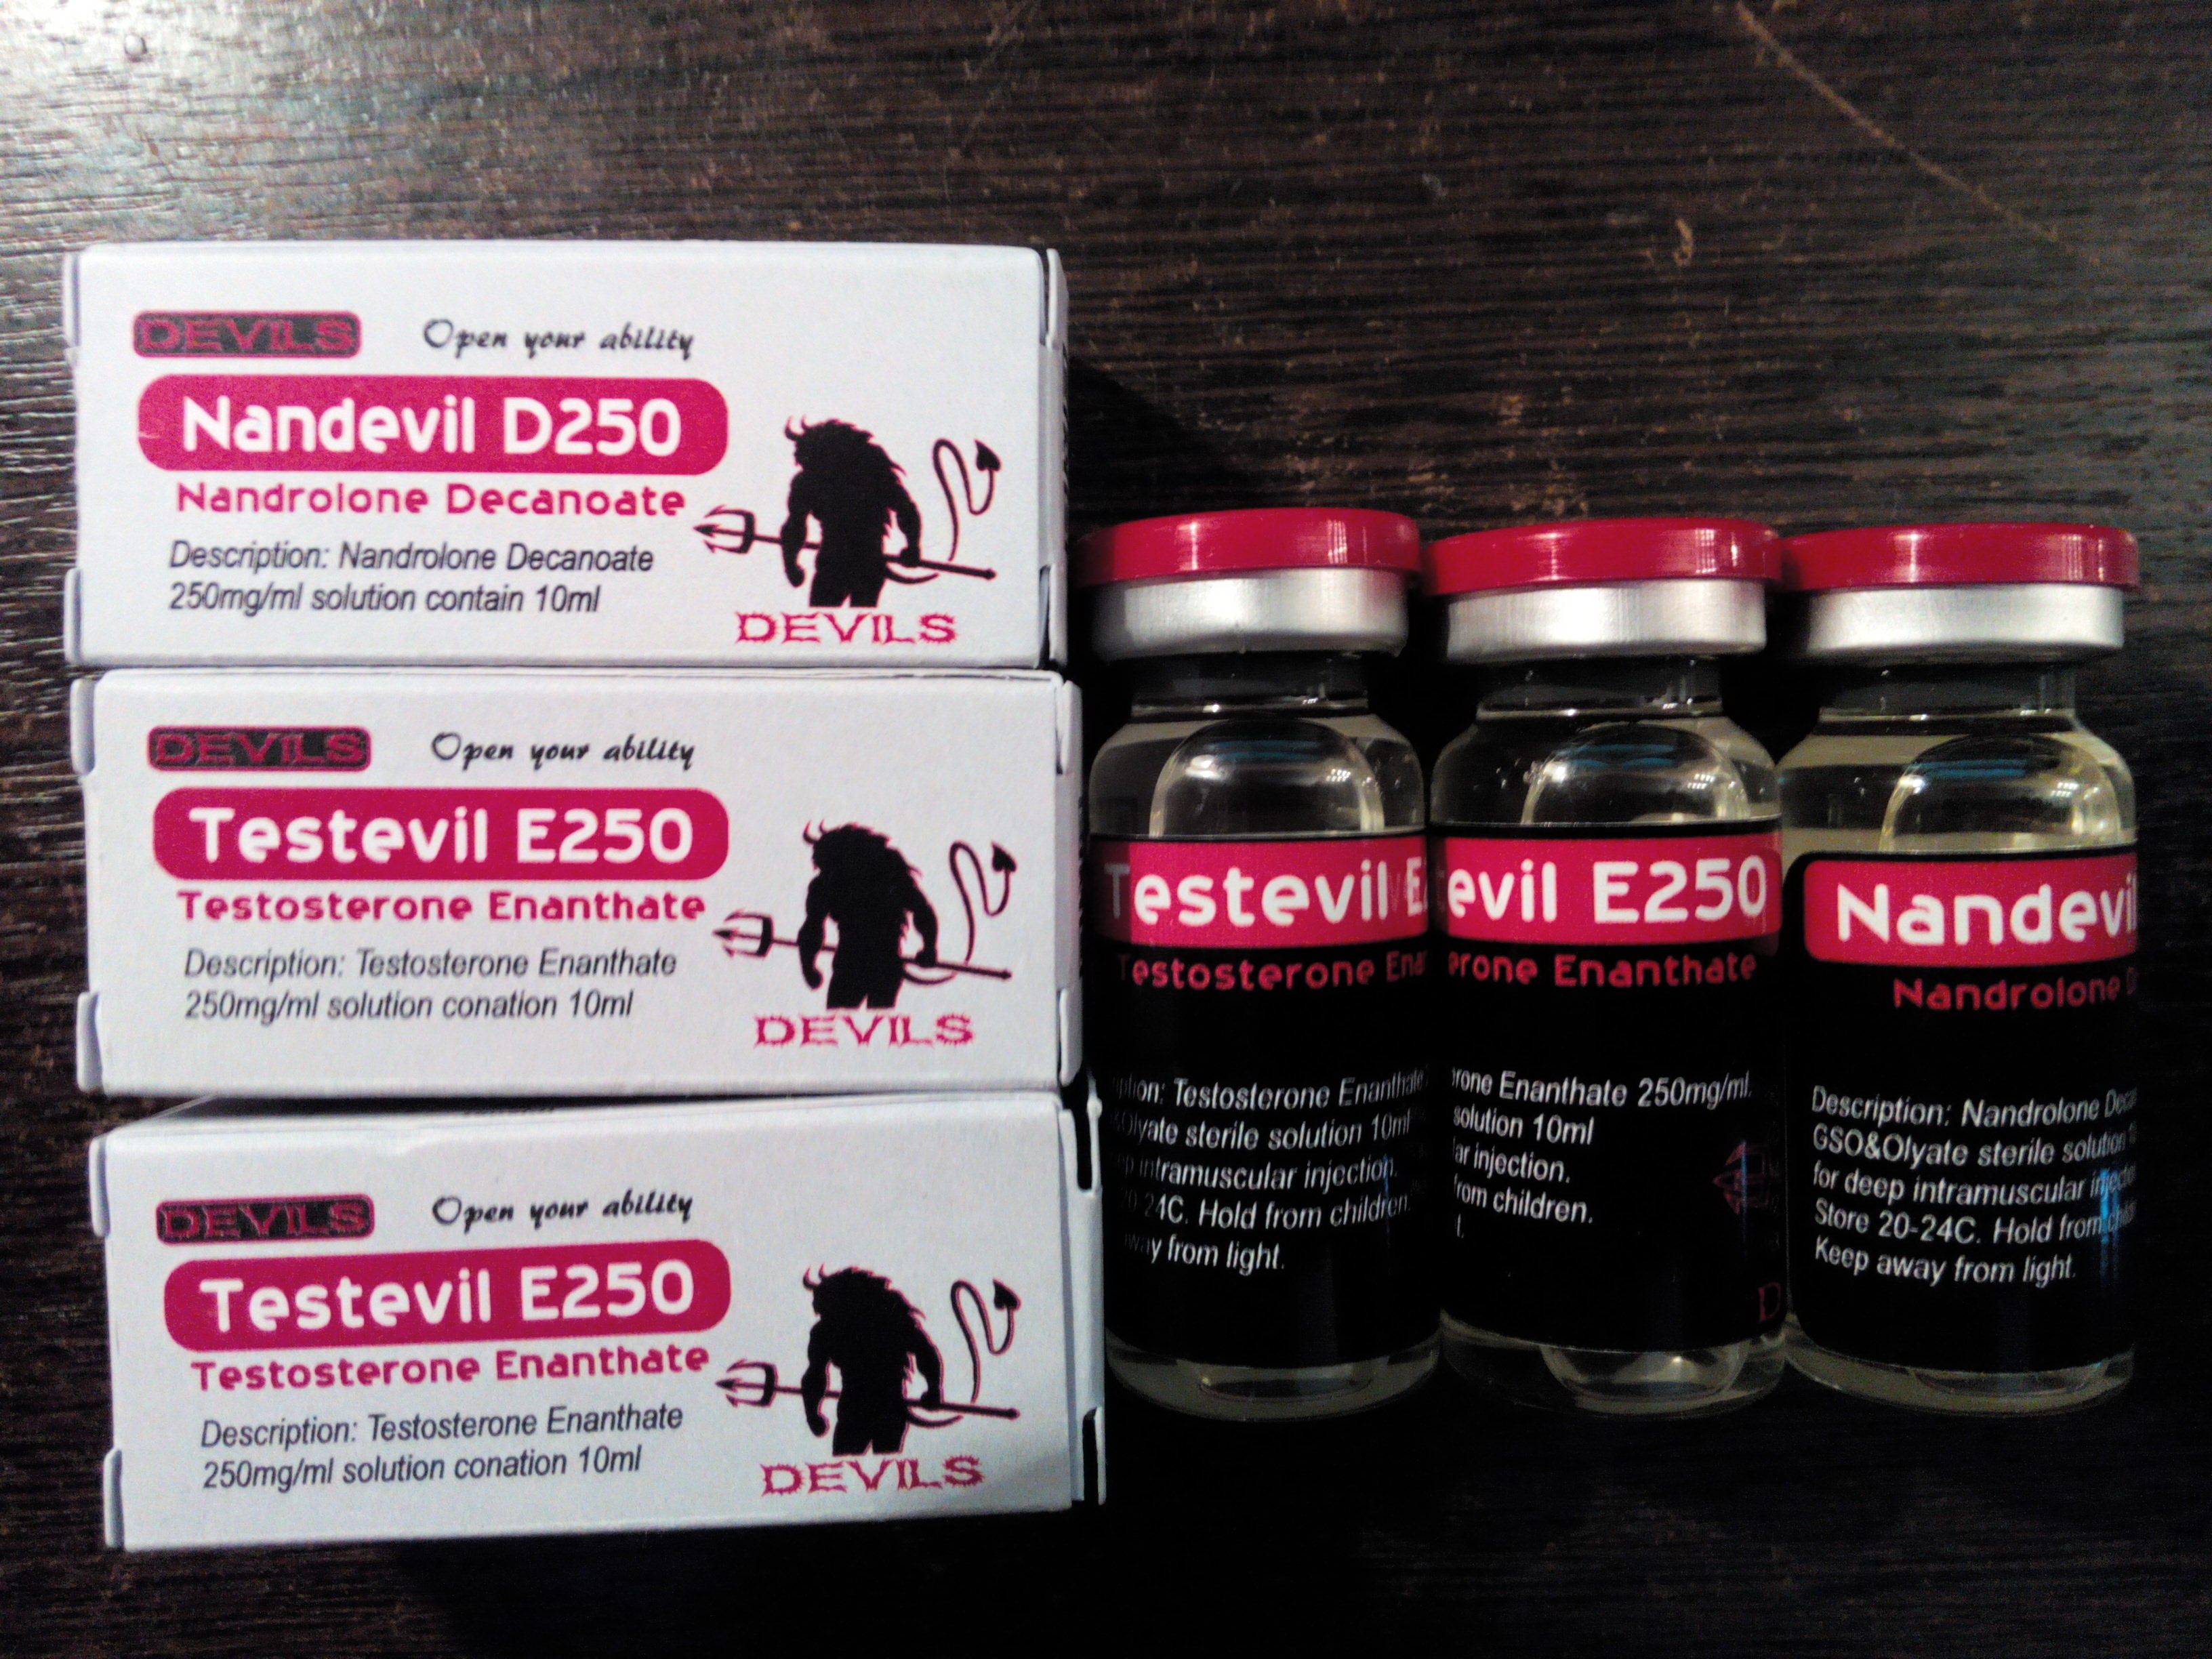 DEVILS Open your ability
Nandevil D250
Nandrolone Decanoate
Description: Nandrolone Decanoate
250mg/ml solution contain 10ml
DEVILS
DEVILS Open your ability
Testevil E250
Testosterone Enanthate
Description: Testosterone Enanthate
250mg/ml solution conation 10ml
DEVILS
DEVILS Open your ability
Testevil E250
Testosterone Enanthate
Description: Testosterone Enanthate
250mg/ml solution conation 10ml
DEVILS
Testevil
Testosterone
Testosterone Enanthate
sterile solution 10ml
intramuscular injection.
24C. Hold from children.
from light.
evil E250
Enanthate
Enanthate 250mg/ml.
solution 10ml
injection.
children.
Nandevil
Nandrolone
Description: Nandrolone
GSO&Olyate sterile solution
for deep intramuscular
Store 20-24C. Hold from
Keep away from light.